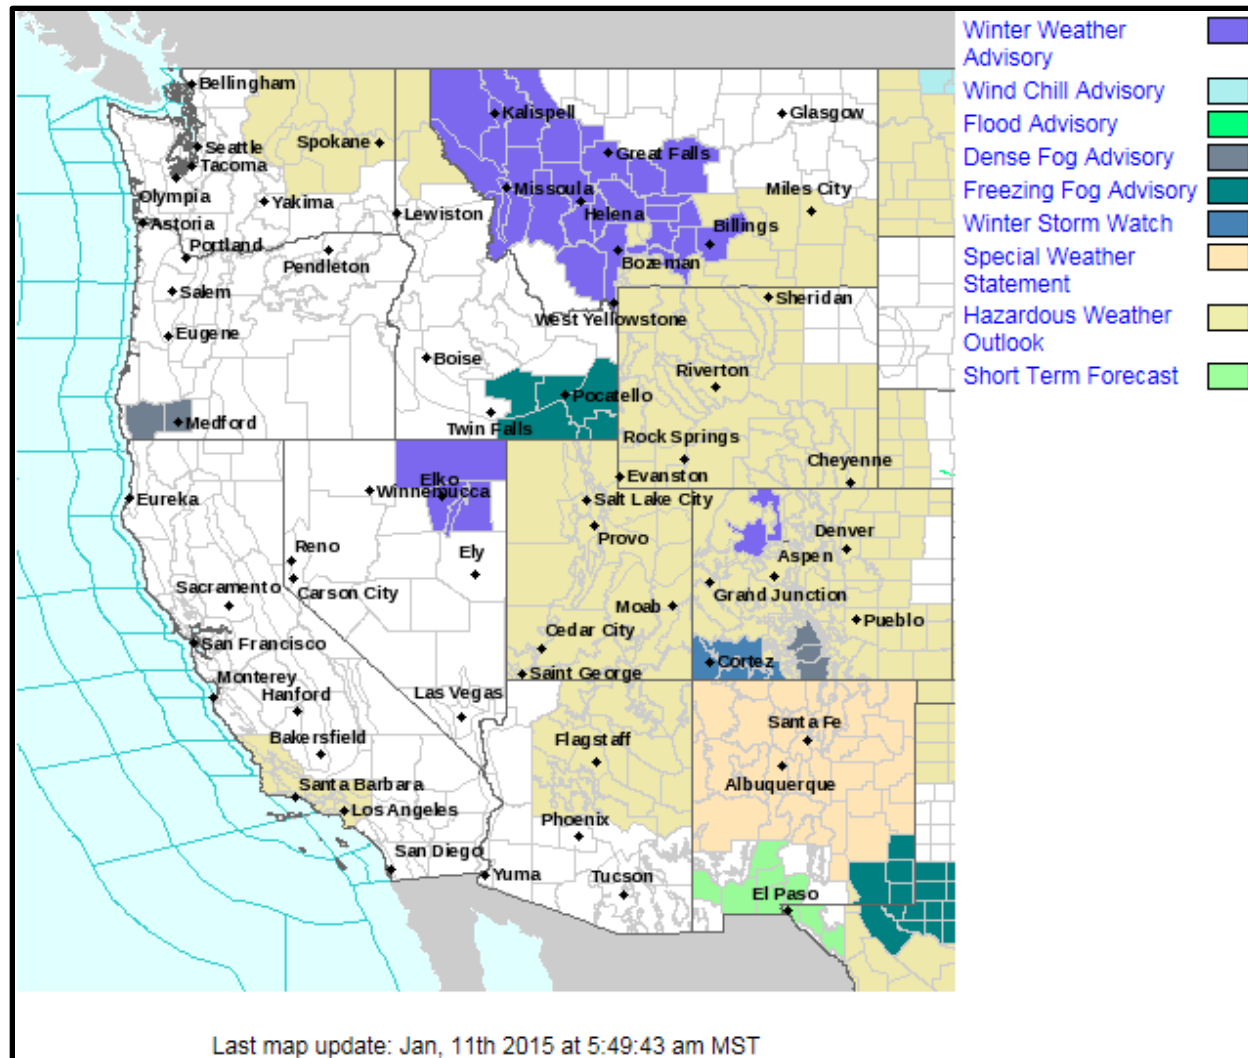 Winter Weather
Advisory
Wind Chill Advisory
Flood Advisory
Dense Fog Advisory
Freezing Fog Advisory
Winter Storm Watch
Special Weather
Statement
Hazardous Weather
Outlook
Short Term Forecast
Bellingham
Kalispell
Glasgow
Spokane
Seattle
Great Falls
Tacoma
Missoula
Miles City
Olympia
Yakima
Lewiston
Helena
Astoria
Billings
Portland
Pendleton
Bozeman
Salem
Sheridan
West Yellowstone
Eugene
Boise
Riverton
Pocatello
Medford
Twin Falls
Rock Springs
Cheyenne
Evanston
Elko
Winnemucca
Eureka
Salt Lake City
Provo
Denver
Reno
Ely
Aspen
Sacramento
Carson City
Grand Junction
Moab
Pueblo
Cedar City
San Francisco
Cortez
Saint George
Monterey
Hanford
Las Vegas
Santa Fe
Bakersfield
Flagstaff
Albuquerque
Santa Barbara
Los Angeles
Phoenix
San Diego
Yuma
Tucson
El Paso
Last map update: Jan, 11th 2015 at 5:49:43 am MST